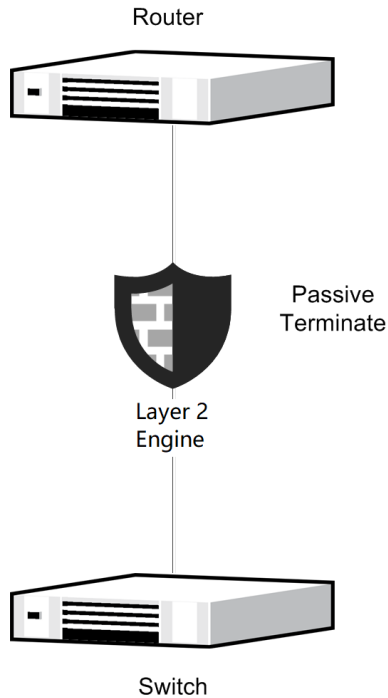 Router
Passive
Terminate
Layer 2
Engine
Switch